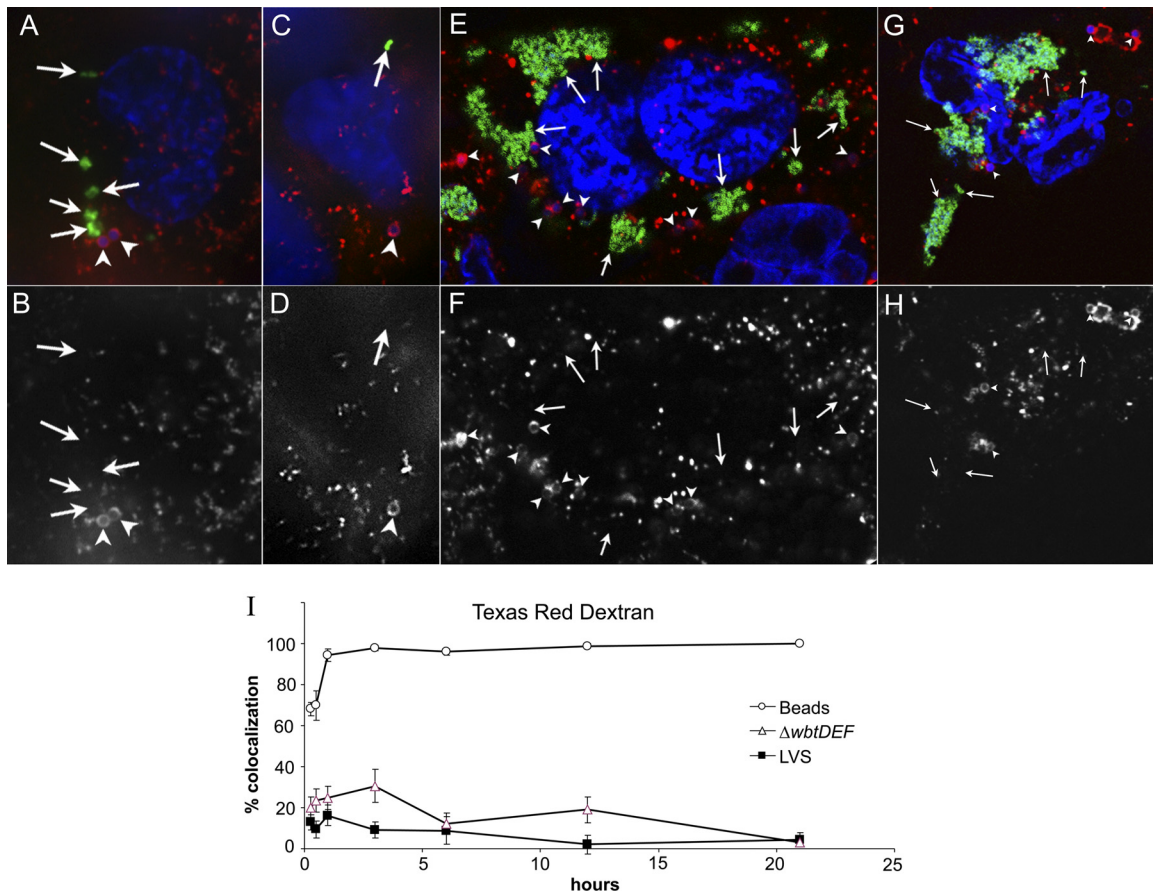 A
C
E
G
B
D
F
H
I
Texas Red Dextran
% colocalization
100
80
60
40
20
0
Beads
ΔwbtDEF
LVS
0
5
10
15
20
25
hours